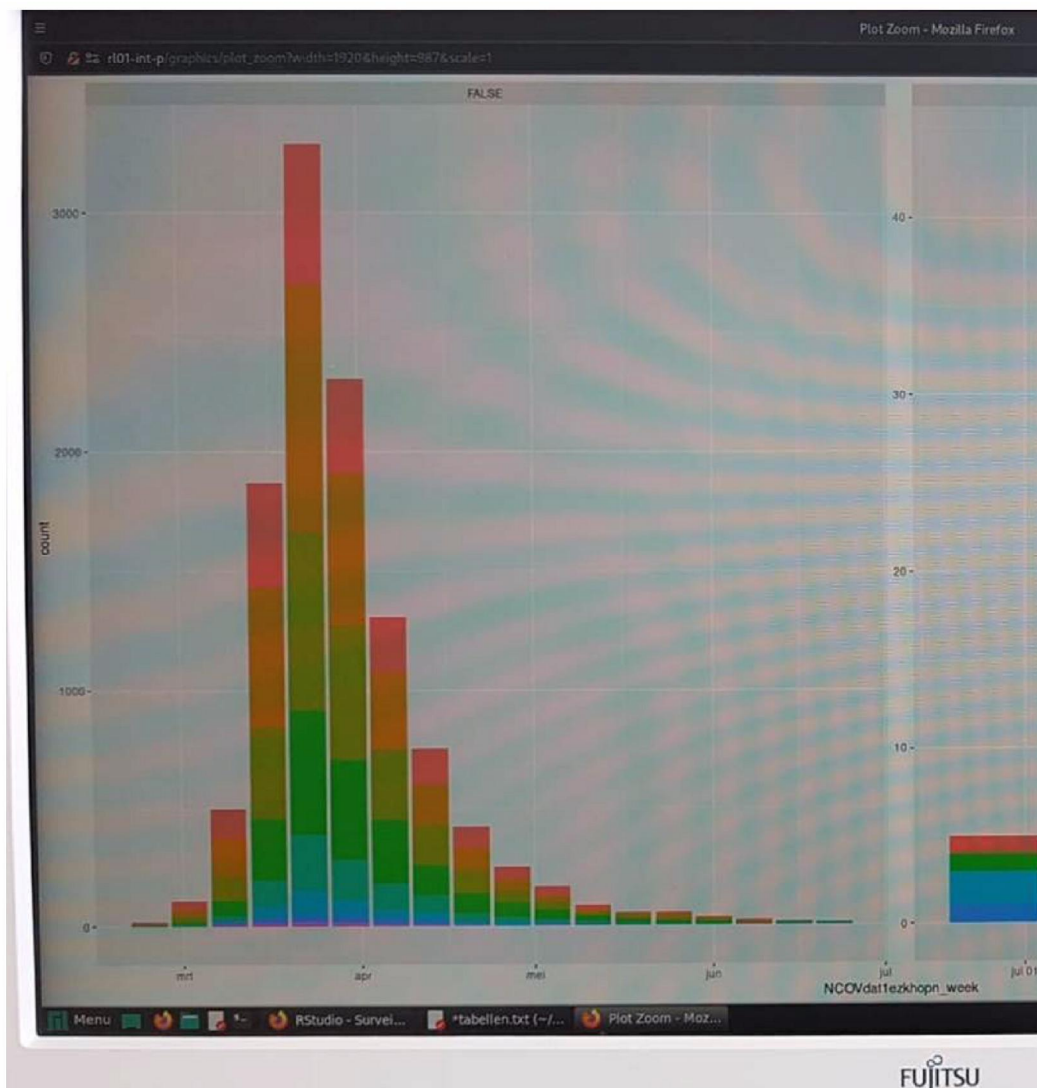 Plot Zoom - Mozilla Firefox
rl01-int-p/graphics/plot_zoom?width=1920&height=987&scale=1
FALSE
3000
2000
1000
0
count
40
30
20
10
0
mrt
apr
mei
jun
jul
jul 01
NCOVdat1ezkhopn_week
Menu
RStudio - Survei...
*tabellen.txt (~/...
Plot Zoom - Moz...
FUJITSU